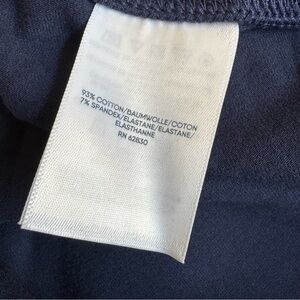 93% COTTON/BAUMWOLLE/COTON
7% SPANDEX/ELASTANE/ELASTANE/
ELASTHANNE
RN 62830